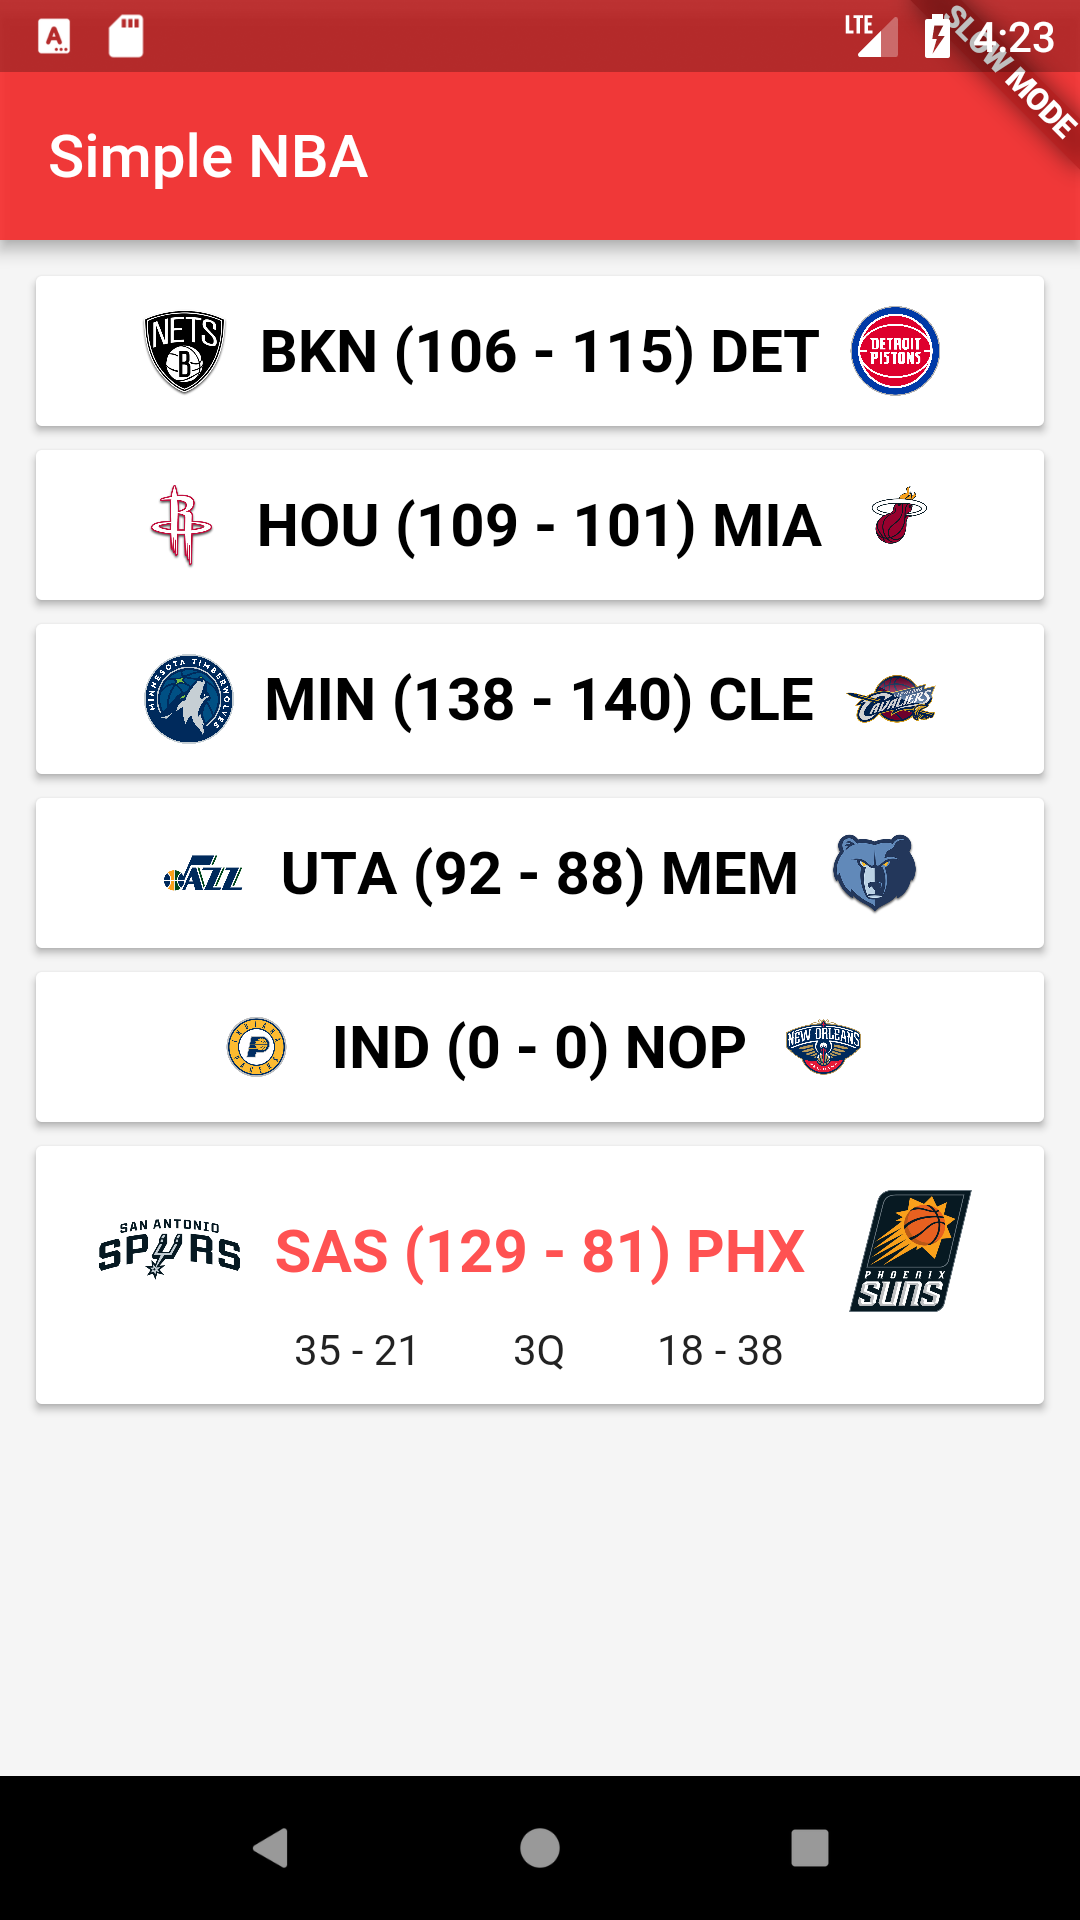 A
LTE
4:23
SLOW MODE
Simple NBA
NETS
B
BKN (106 - 115) DET
DETROIT
PISTONS
R
HOU (109 - 101) MIA
MINNESOTA TIMBERWOLVES
MIN (138 - 140) CLE
CAVALIERS
JAZZ
UTA (92 - 88) MEM
INDIANA
PACERS
P
IND (0 - 0) NOP
NEW ORLEANS
SAN ANTONIO
SPURS
SAS (129 - 81) PHX
PHOENIX
SUNS
35 - 21 3Q 18 - 38